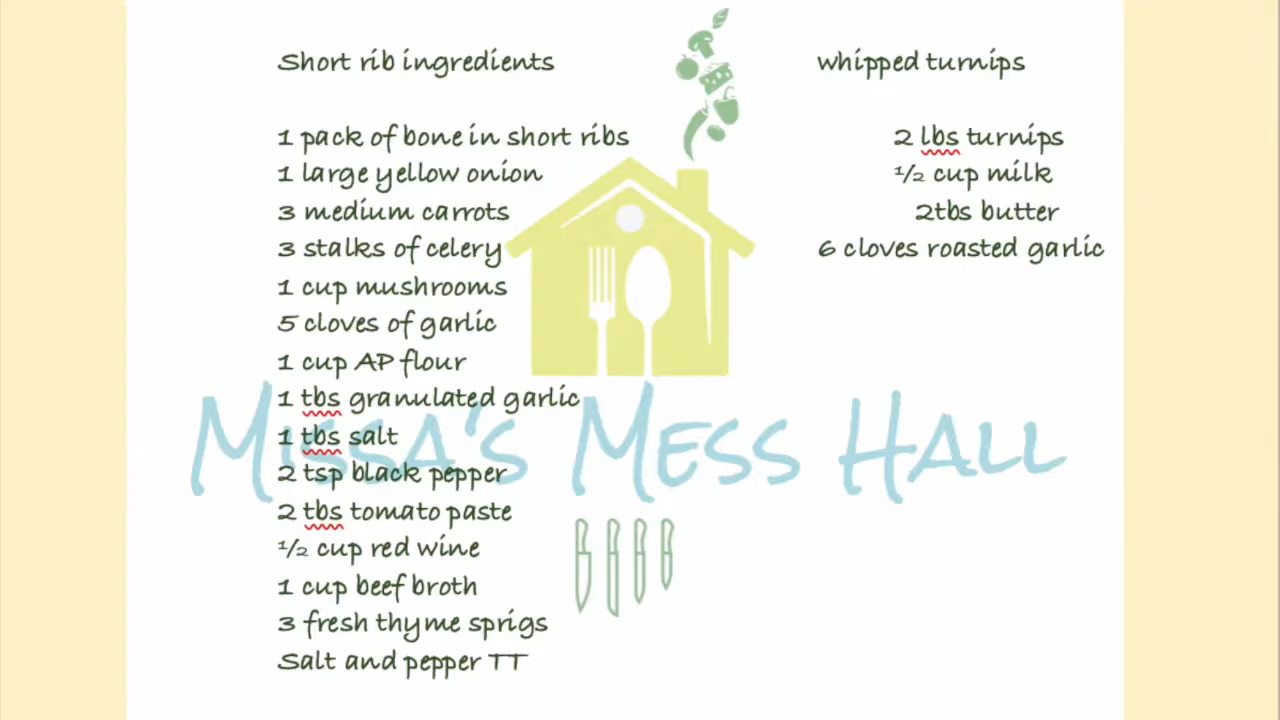 Short rib ingredients
1 pack of bone in short ribs
1 large yellow onion
3 medium carrots
3 stalks of celery
1 cup mushrooms
5 cloves of garlic
1 cup AP flour
1 tbs granulated garlic
1 tbs salt
2 tsp black pepper
2 tbs tomato paste
½ cup red wine
1 cup beef broth
3 fresh thyme sprigs
Salt and pepper TT
whipped turnips
2 lbs turnips
½ cup milk
2tbs butter
6 cloves roasted garlic
MISSA'S MESS HALL